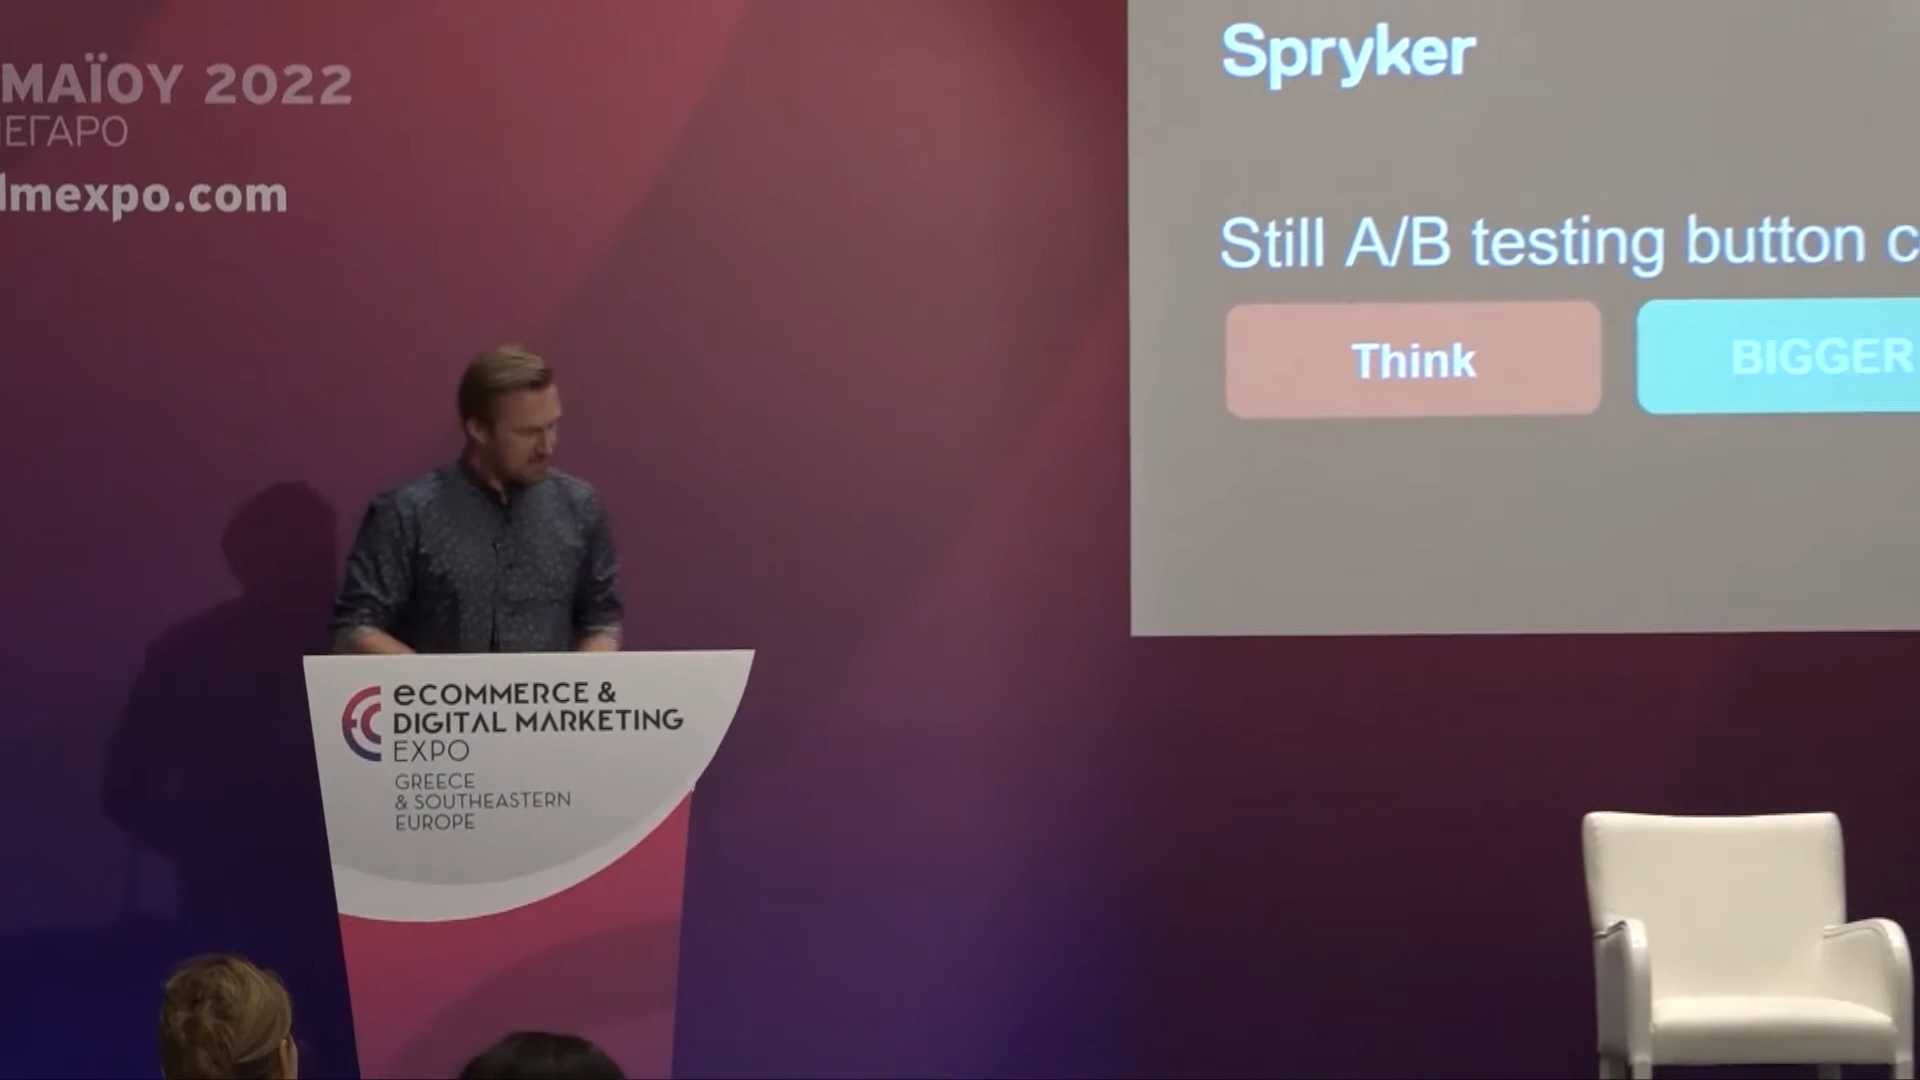 ΜΑΪΟΥ 2022
ΕΓΑΡΟ
dmexpo.com
Spryker
Still A/B testing button c
Think
BIGGER
eCOMMERCE &
DIGITAL MARKETING
EXPO
GREECE
& SOUTHEASTERN
EUROPE